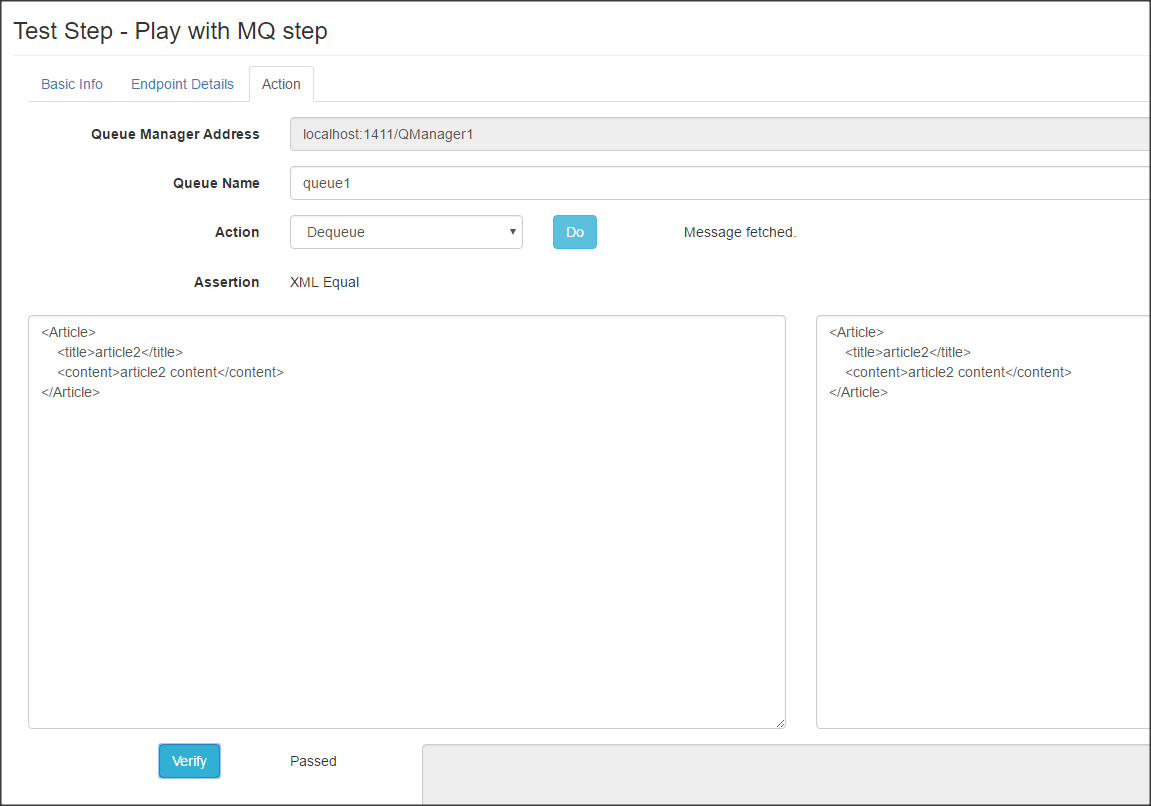 Test Step - Play with MQ step
Basic Info Endpoint Details Action
Queue Manager Address localhost:1411/QManager1
Queue Name queue1
Action Dequeue Do Message fetched.
Assertion XML Equal
<Article>
<title>article2</title>
<content>article2 content</content>
</Article>
<Article>
<title>article2</title>
<content>article2 content</content>
</Article>
Verify Passed